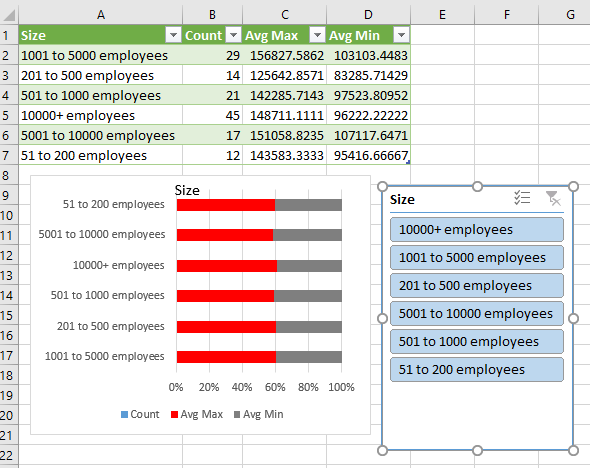 A B C D E F G
1 Size Count Avg Max Avg Min
2 1001 to 5000 employees 29 156827.5862 103103.4483
3 201 to 500 employees 14 125642.8571 83285.71429
4 501 to 1000 employees 21 142285.7143 97523.80952
5 10000+ employees 45 148711.1111 96222.22222
6 5001 to 10000 employees 17 151058.8235 107117.6471
7 51 to 200 employees 12 143583.3333 95416.66667
8
9
10
11
12
13
14
15
16
17
18
19
20
21
22
Size
51 to 200 employees
5001 to 10000 employees
10000+ employees
501 to 1000 employees
201 to 500 employees
1001 to 5000 employees
0% 20% 40% 60% 80% 100%
Count Avg Max Avg Min
Size
10000+ employees
1001 to 5000 employees
201 to 500 employees
5001 to 10000 employees
501 to 1000 employees
51 to 200 employees